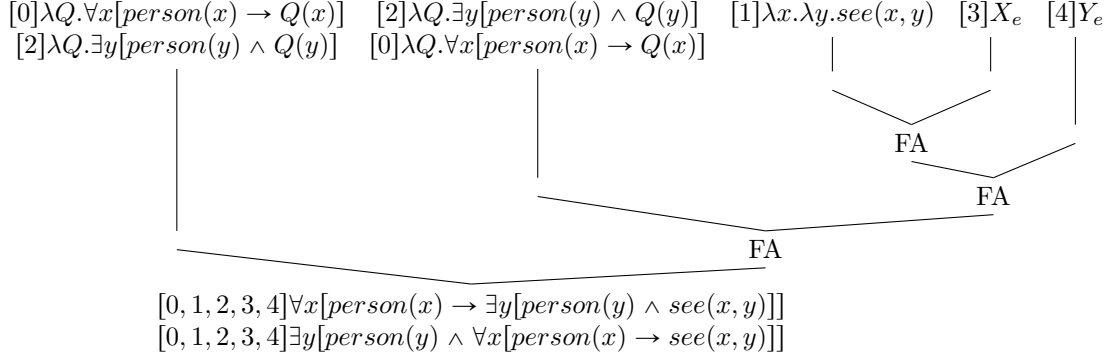 [0]λQ.∀x[person(x) → Q(x)] [2]λQ.∃y[person(y) ∧ Q(y)] [1]λx.λy.see(x, y) [3]X_e [4]Y_e
[2]λQ.∃y[person(y) ∧ Q(y)] [0]λQ.∀x[person(x) → Q(x)]
FA
FA
FA
[0, 1, 2, 3, 4]∀x[person(x) → ∃y[person(y) ∧ see(x, y)]]
[0, 1, 2, 3, 4]∃y[person(y) ∧ ∀x[person(x) → see(x, y)]]